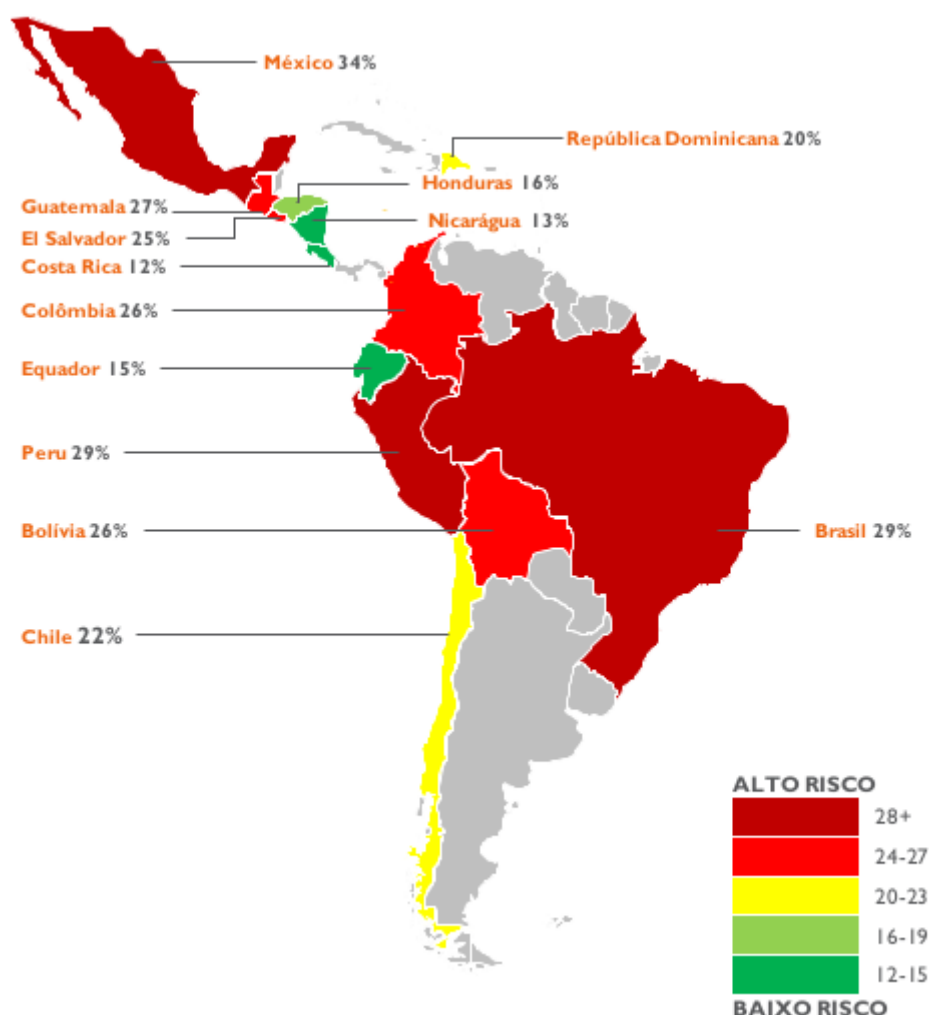 México 34%
República Dominicana 20%
Honduras 16%
Guatemala 27%
Nicarágua 13%
El Salvador 25%
Costa Rica 12%
Colômbia 26%
Equador 15%
Peru 29%
Bolívia 26%
Brasil 29%
Chile 22%
ALTO RISCO
28+
24-27
20-23
16-19
12-15
BAIXO RISCO